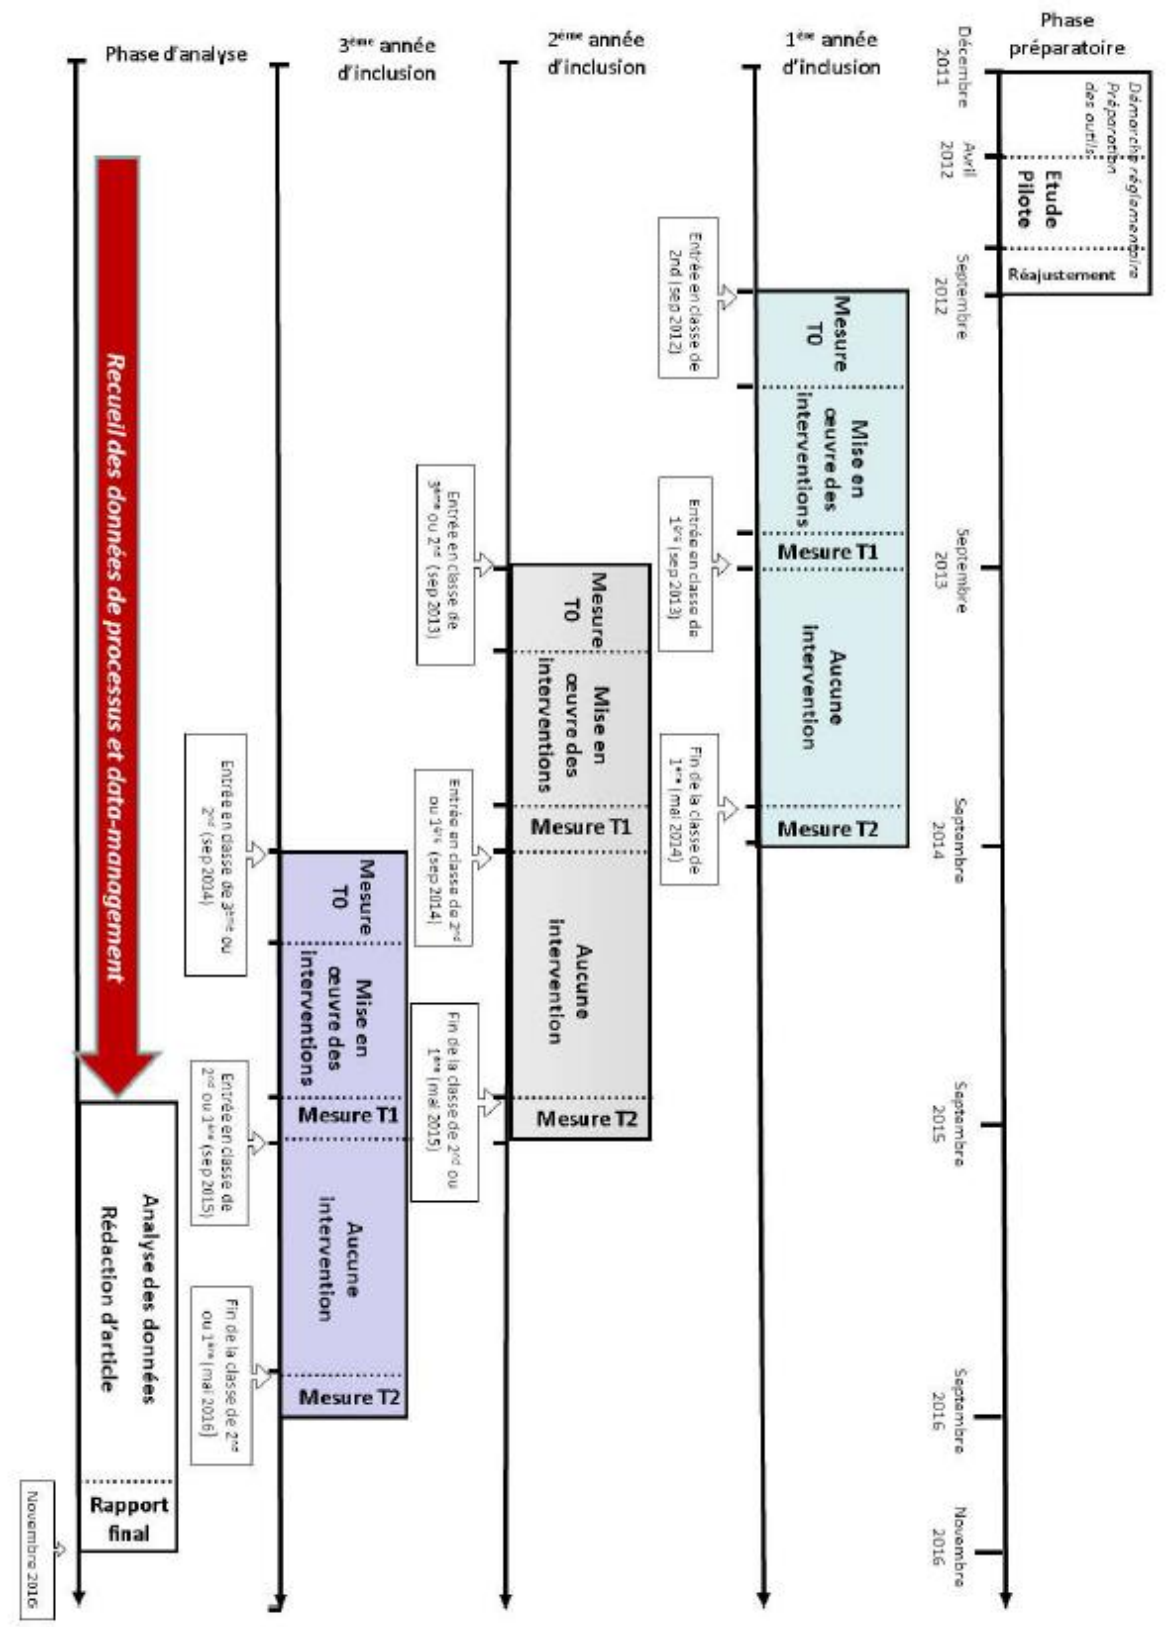 Phase
préparatoire
Décembre
2011
Avril
2012
Septembre
2012
Septembre
2013
Septembre
2014
Septembre
2015
Septembre
2016
Novembre
2016
Démarche réglementaire
Préparation
des outils
Etude
Pilote
Réajustement
1ère année
d'inclusion
Mesure
T0
Mise en
œuvre des
interventions
Mesure T1
Aucune
intervention
Mesure T2
Entrée en classe de
2nd (sep 2012)
Entrée en classe de
1ère (sep 2013)
Fin de la classe de
1ère (mai 2014)
2ème année
d'inclusion
Mesure
T0
Mise en
œuvre des
interventions
Mesure T1
Aucune
intervention
Mesure T2
Entrée en classe de
3ème ou 2nd (sep 2013)
Entrée en classe de 2nd
ou 1ère (sep 2014)
Fin de la classe de 2nd ou
1ère (mai 2015)
3ème année
d'inclusion
Mesure
T0
Mise en
œuvre des
interventions
Mesure T1
Aucune
intervention
Mesure T2
Entrée en classe de 3ème ou
2nd (sep 2014)
Entrée en classe de
2nd ou 1ère (sep 2015)
Fin de la classe de 2nd
ou 1ère (mai 2016)
Phase d'analyse
Recueil des données de processus et data-management
Analyse des données
Rédaction d'article
Rapport
final
Novembre 2016